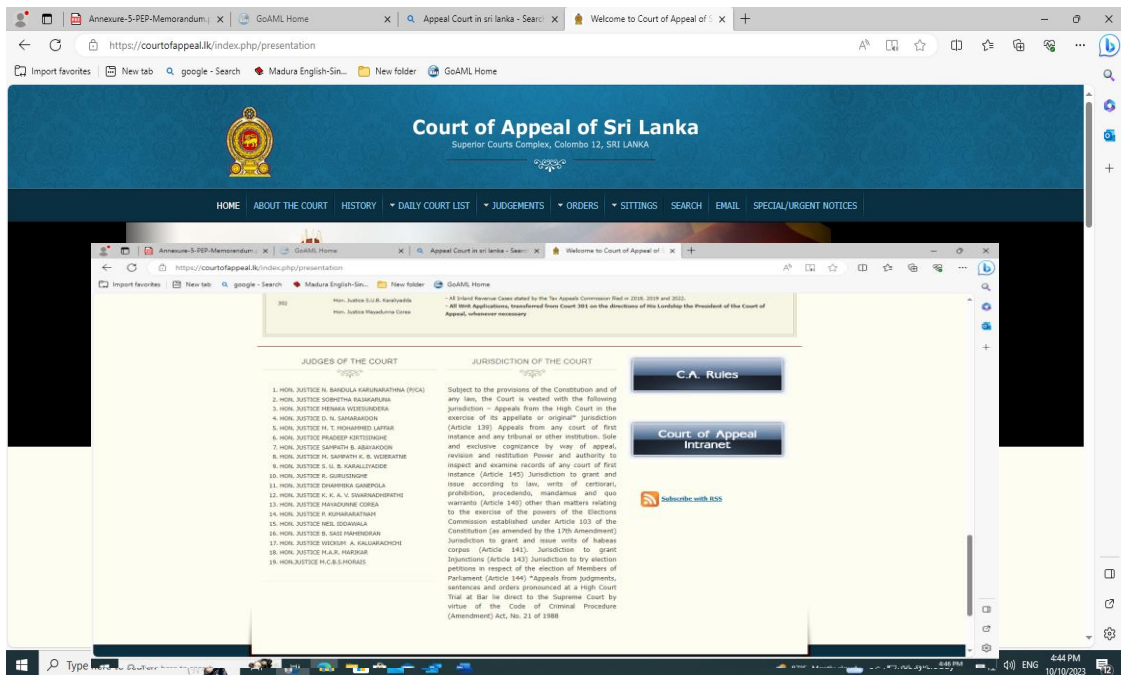 Annexure-5-PEP-Memorandum.
GoAML Home
Appeal Court in sri lanka - Searc
Welcome to Court of Appeal of S
https://courtofappeal.lk/index.php/presentation
Import favorites
New tab
google - Search
Madura English-Sin...
New folder
GoAML Home
Court of Appeal of Sri Lanka
Superior Courts Complex, Colombo 12, SRI LANKA
HOME ABOUT THE COURT HISTORY DAILY COURT LIST JUDGEMENTS ORDERS SITTINGS SEARCH EMAIL SPECIAL/URGENT NOTICES
Annexure-5-PEP-Memorandum
GoAML Home
Appeal Court in sri lanka - Searc
Welcome to Court of Appeal of
https://courtofappeal.lk/index.php/presentation
Import favorites
New tab
google - Search
Madura English-Sin...
New folder
GoAML Home
302
Hon. Justice S.U.B. Karaliyadda
Hon. Justice Mayadunna Corea
- All Inland Revenue Cases stated by the Tax Appeals Commission filed in 2018, 2019 and 2022.
- All Writ Applications, transferred from Court 301 on the directions of His Lordship the President of the Court of
Appeal, whenever necessary
JUDGES OF THE COURT
1. HON. JUSTICE N. BANDULA KARUNARATHNA (P/CA)
2. HON. JUSTICE SOBHITHA RAJAKARUNA
3. HON. JUSTICE MENAKA WIJESUNDERA
4. HON. JUSTICE D. N. SAMARAKOON
5. HON. JUSTICE M. T. MOHAMMED LAFFAR
6. HON. JUSTICE PRADEEP KIRTISINGHE
7. HON. JUSTICE SAMPATH B. ABAYAKOON
8. HON. JUSTICE M. SAMPATH K. B. WIJERATNE
9. HON. JUSTICE S. U. B. KARALLIYADDE
10. HON. JUSTICE R. GURUSINGHE
11. HON. JUSTICE DHAMMIKA GANEPOLA
12. HON. JUSTICE K. K. A. V. SWARNADHIPATHI
13. HON. JUSTICE MAYADUNNE COREA
14. HON. JUSTICE P. KUMARARATNAM
15. HON. JUSTICE NEIL IDDAWALA
16. HON. JUSTICE B. SASI MAHENDRAN
17. HON. JUSTICE WICKUM A. KALUARACHCHI
18. HON. JUSTICE M.A.R. MARIKAR
19. HON.JUSTICE M.C.B.S.MORAIS
JURISDICTION OF THE COURT
Subject to the provisions of the Constitution and of
any law, the Court is vested with the following
jurisdiction – Appeals from the High Court in the
exercise of its appellate or original* jurisdiction
(Article 139) Appeals from any court of first
instance and any tribunal or other institution. Sole
and exclusive cognizance by way of appeal,
revision and restitution Power and authority to
inspect and examine records of any court of first
instance (Article 145) Jurisdiction to grant and
issue according to law, writs of certiorari,
prohibition, procedendo, mandamus and quo
warranto (Article 140) other than matters relating
to the exercise of the powers of the Elections
Commission established under Article 103 of the
Constitution (as amended by the 17th Amendment)
Jurisdiction to grant and issue writs of habeas
corpus (Article 141). Jurisdiction to grant
Injunctions (Article 143) Jurisdiction to try election
petitions in respect of the election of Members of
Parliament (Article 144) *Appeals from judgments,
sentences and orders pronounced at a High Court
Trial at Bar lie direct to the Supreme Court by
virtue of the Code of Criminal Procedure
(Amendment) Act, No. 21 of 1988
C.A. Rules
Court of Appeal
Intranet
Subscribe with RSS
Type
4:46 PM
ENG
4:44 PM
10/10/2023
12